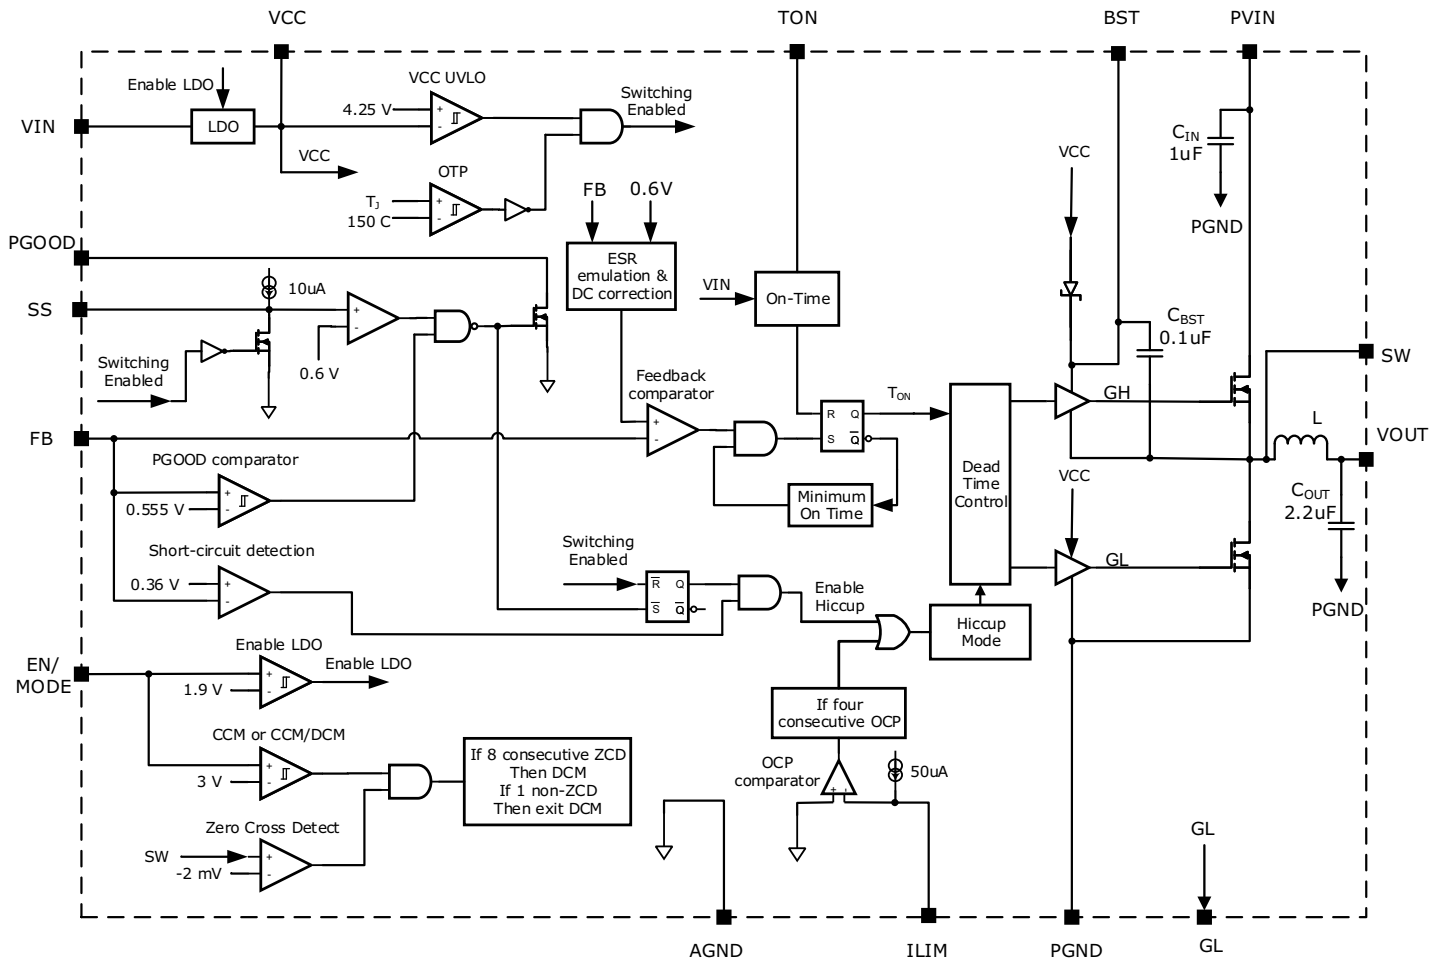 VCC
TON
BST
PVIN
Enable LDO
VCC UVLO
4.25 V
Switching
Enabled
VIN
LDO
VCC
OTP
TJ
150 C
CIN
1uF
PGND
VCC
FB
0.6V
PGOOD
ESR
emulation &
DC correction
VIN
On-Time
SS
10uA
0.6 V
Switching
Enabled
CBST
0.1uF
SW
Feedback
comparator
TON
GH
R
Q
S
Q
FB
L
VOUT
PGOOD comparator
0.555 V
Minimum
On Time
Dead
Time
Control
VCC
COUT
2.2uF
PGND
Short-circuit detection
0.36 V
Switching
Enabled
R
Q
S
Q
Enable
Hiccup
GL
Hiccup
Mode
EN/
MODE
Enable LDO
Enable LDO
1.9 V
If four
consecutive OCP
CCM or CCM/DCM
3 V
If 8 consecutive ZCD
Then DCM
If 1 non-ZCD
Then exit DCM
OCP
comparator
50uA
Zero Cross Detect
SW
-2 mV
GL
AGND
ILIM
PGND
GL